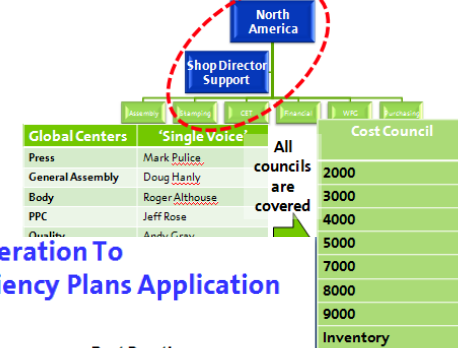 North
America
Shop Director
Support
Assembly Stamping CET Financial WFG Purchasing
Global Centers 'Single Voice'
Press Mark Pulice
General Assembly Doug Hanly
Body Roger Althouse
PPC Jeff Rose
Quality Andy Gray
All
councils
are
covered
Cost Council
2000
3000
4000
5000
7000
8000
9000
Inventory
eration To
iency Plans Application